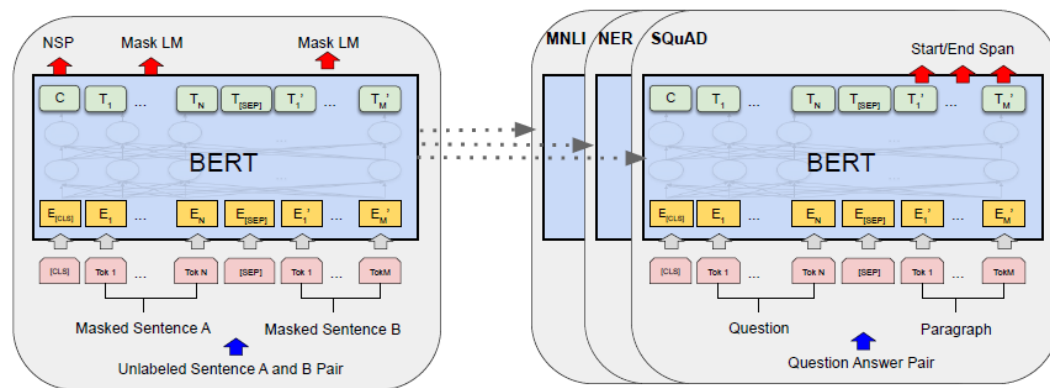 NSP Mask LM Mask LM
C T1 ... TN T[SEP] T1' ... TM'
BERT
E[CLS] E1 ... EN E[SEP] E1' ... EM'
[CLS] Tok 1 ... Tok N [SEP] Tok 1 ... TokM
Masked Sentence A Masked Sentence B
Unlabeled Sentence A and B Pair
MNLI NER SQuAD
Start/End Span
C T1 ... TN T[SEP] T1' ... TM'
BERT
E[CLS] E1 ... EN E[SEP] E1' ... EM'
[CLS] Tok 1 ... Tok N [SEP] Tok 1 ... TokM
Question Paragraph
Question Answer Pair